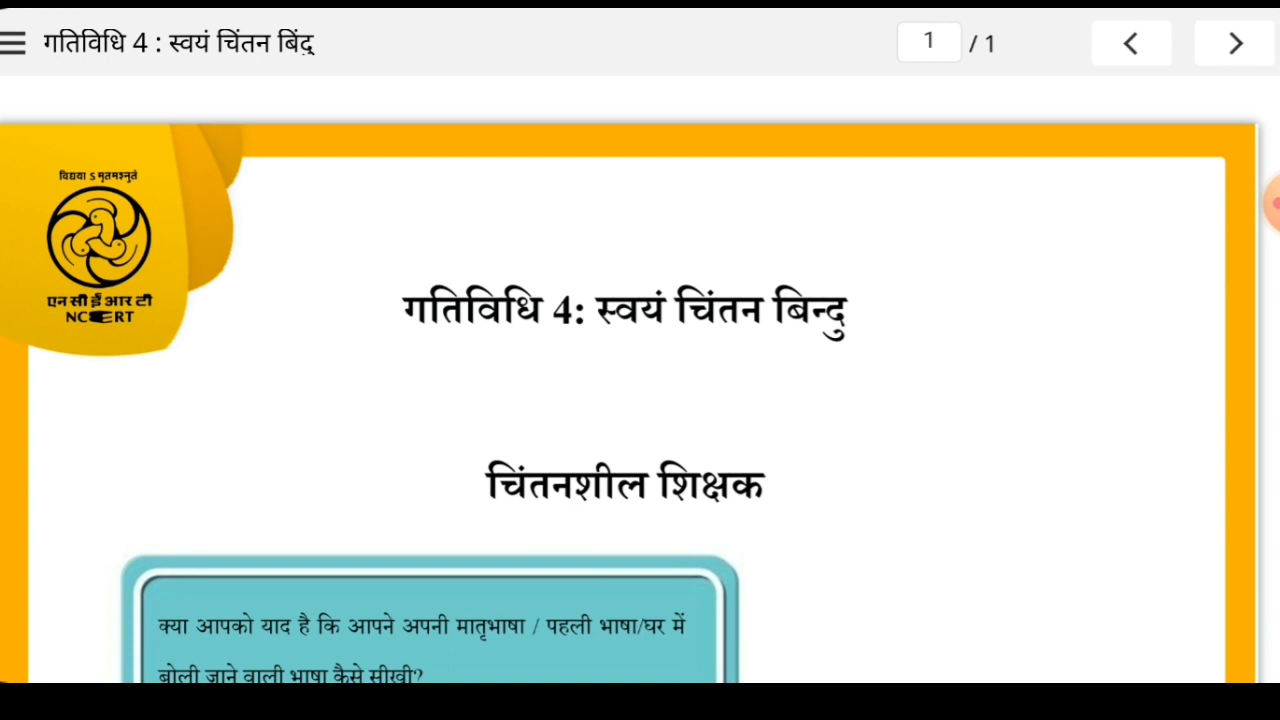 गतिविधि 4 : स्वयं चिंतन बिंदु
1 / 1
विद्यया ऽ मृतमश्नुते
एन सी ई आर टी
NCERT
गतिविधि 4: स्वयं चिंतन बिन्दु
चिंतनशील शिक्षक
क्या आपको याद है कि आपने अपनी मातृभाषा / पहली भाषा/घर में
बोली जाने वाली भाषा कैसे सीखी?